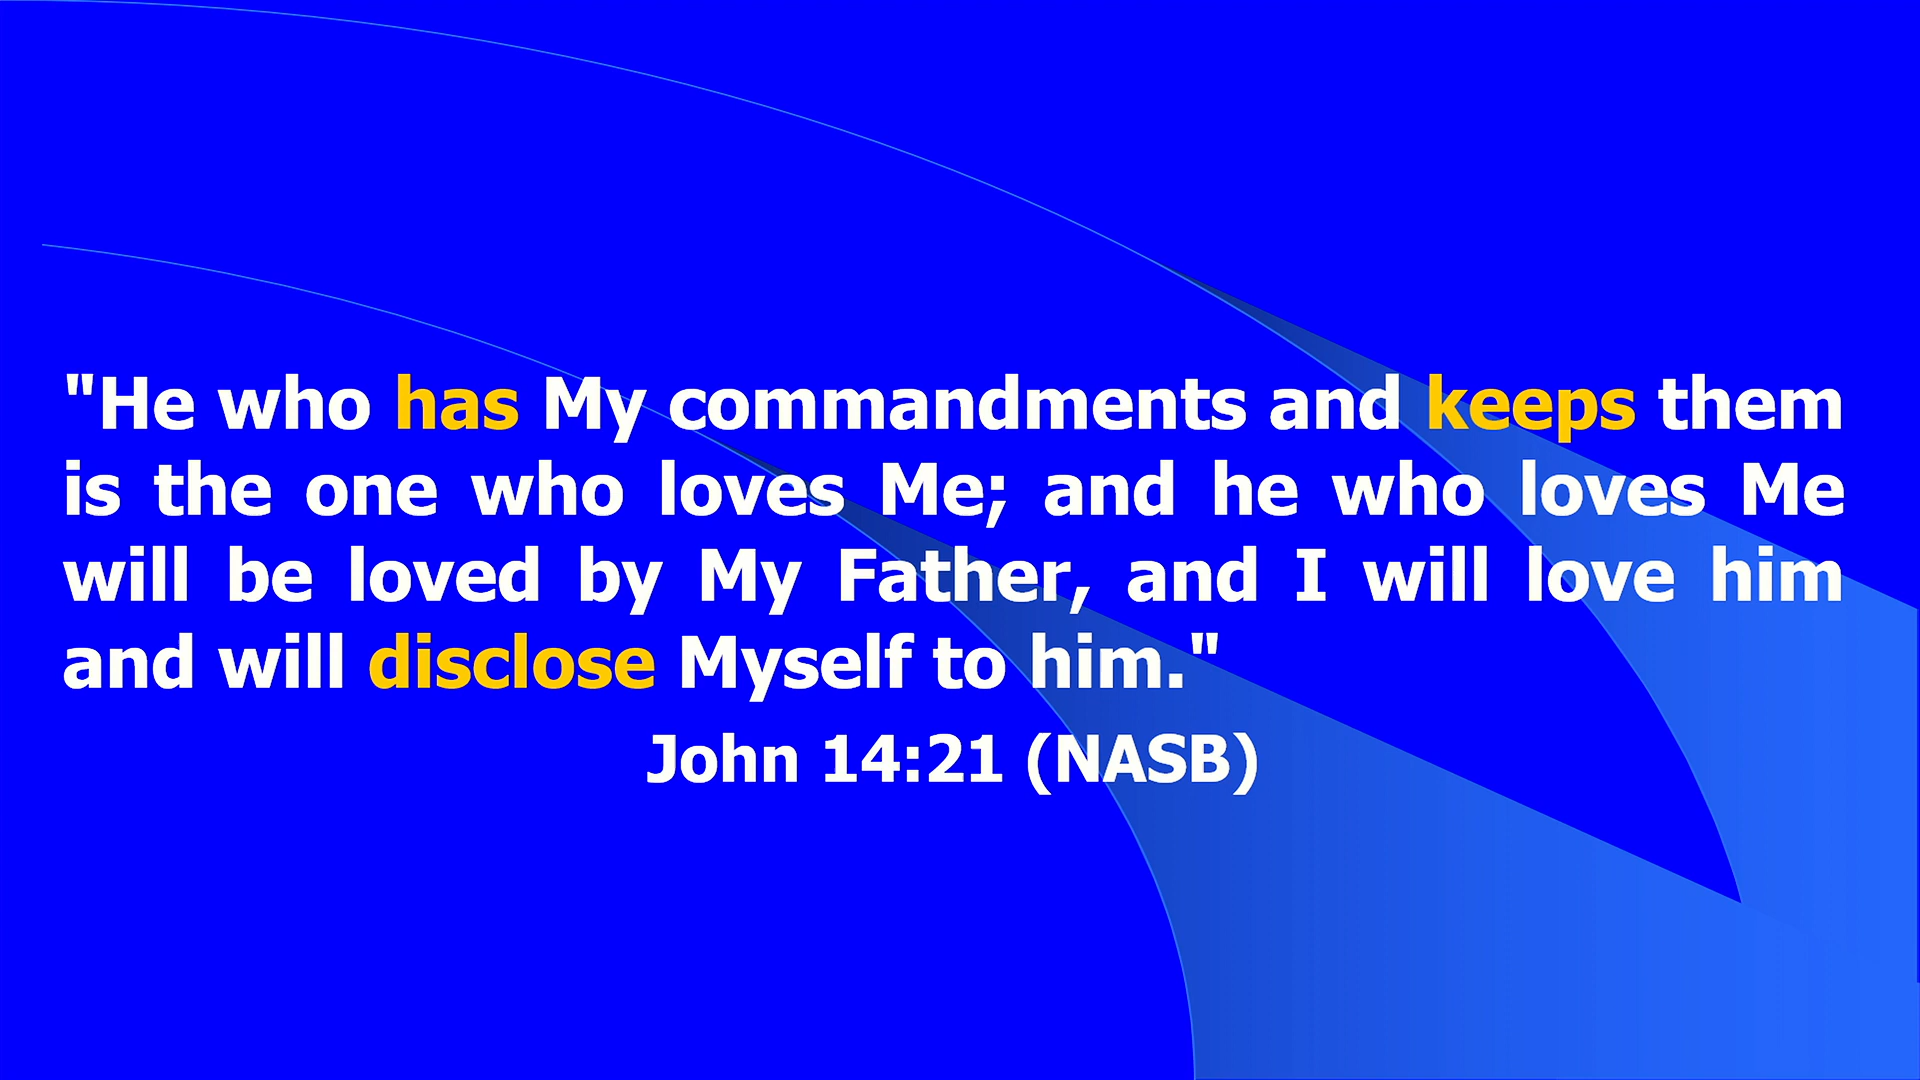 "He who has My commandments and keeps them
is the one who loves Me; and he who loves Me
will be loved by My Father, and I will love him
and will disclose Myself to him."
John 14:21 (NASB)